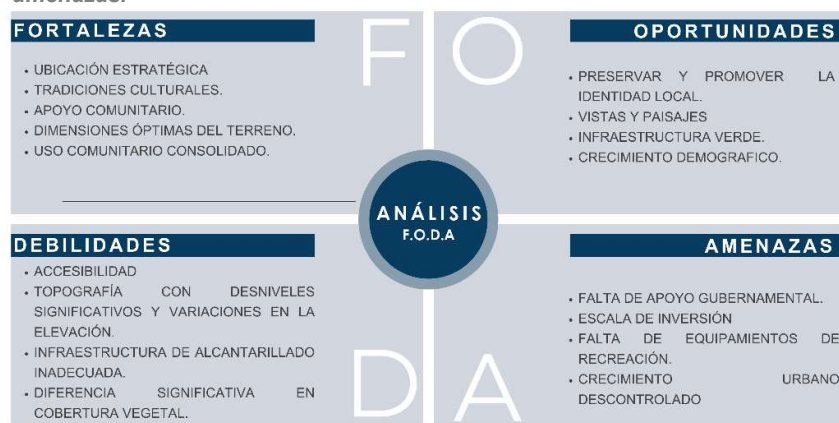 amenazas.
FORTALEZAS
• UBICACIÓN ESTRATÉGICA
• TRADICIONES CULTURALES.
• APOYO COMUNITARIO.
• DIMENSIONES ÓPTIMAS DEL TERRENO.
• USO COMUNITARIO CONSOLIDADO.
F
O
OPORTUNIDADES
• PRESERVAR Y PROMOVER LA
IDENTIDAD LOCAL.
• VISTAS Y PAISAJES
• INFRAESTRUCTURA VERDE.
• CRECIMIENTO DEMOGRAFICO.
ANÁLISIS
F.O.D.A
DEBILIDADES
• ACCESIBILIDAD
• TOPOGRAFÍA CON DESNIVELES
SIGNIFICATIVOS Y VARIACIONES EN LA
ELEVACIÓN.
• INFRAESTRUCTURA DE ALCANTARILLADO
INADECUADA.
• DIFERENCIA SIGNIFICATIVA EN
COBERTURA VEGETAL.
D
A
AMENAZAS
• FALTA DE APOYO GUBERNAMENTAL.
• ESCALA DE INVERSIÓN
• FALTA DE EQUIPAMIENTOS DE
RECREACIÓN.
• CRECIMIENTO URBANO
DESCONTROLADO